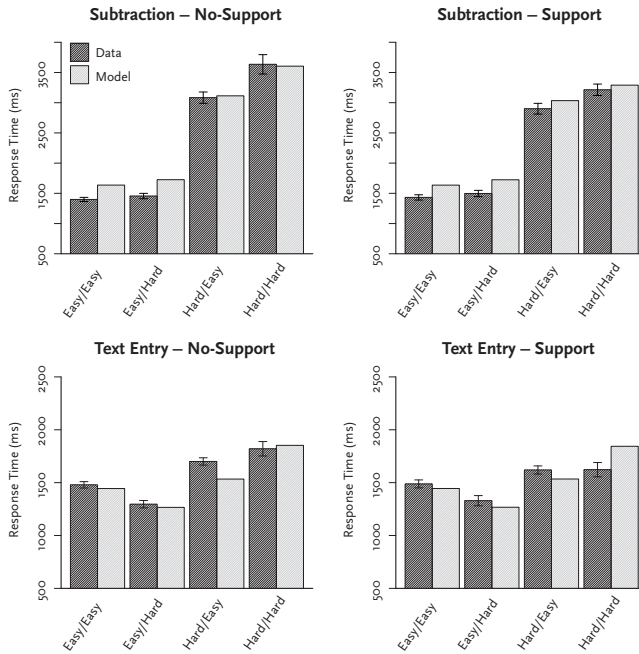 Subtraction – No-Support
Response Time (ms)
3500
2500
1500
500
Data
Model
Easy/Easy
Easy/Hard
Hard/Easy
Hard/Hard
Subtraction – Support
Response Time (ms)
3500
2500
1500
500
Easy/Easy
Easy/Hard
Hard/Easy
Hard/Hard
Text Entry – No-Support
Response Time (ms)
2500
2000
1500
1000
500
Easy/Easy
Easy/Hard
Hard/Easy
Hard/Hard
Text Entry – Support
Response Time (ms)
2500
2000
1500
1000
500
Easy/Easy
Easy/Hard
Hard/Easy
Hard/Hard